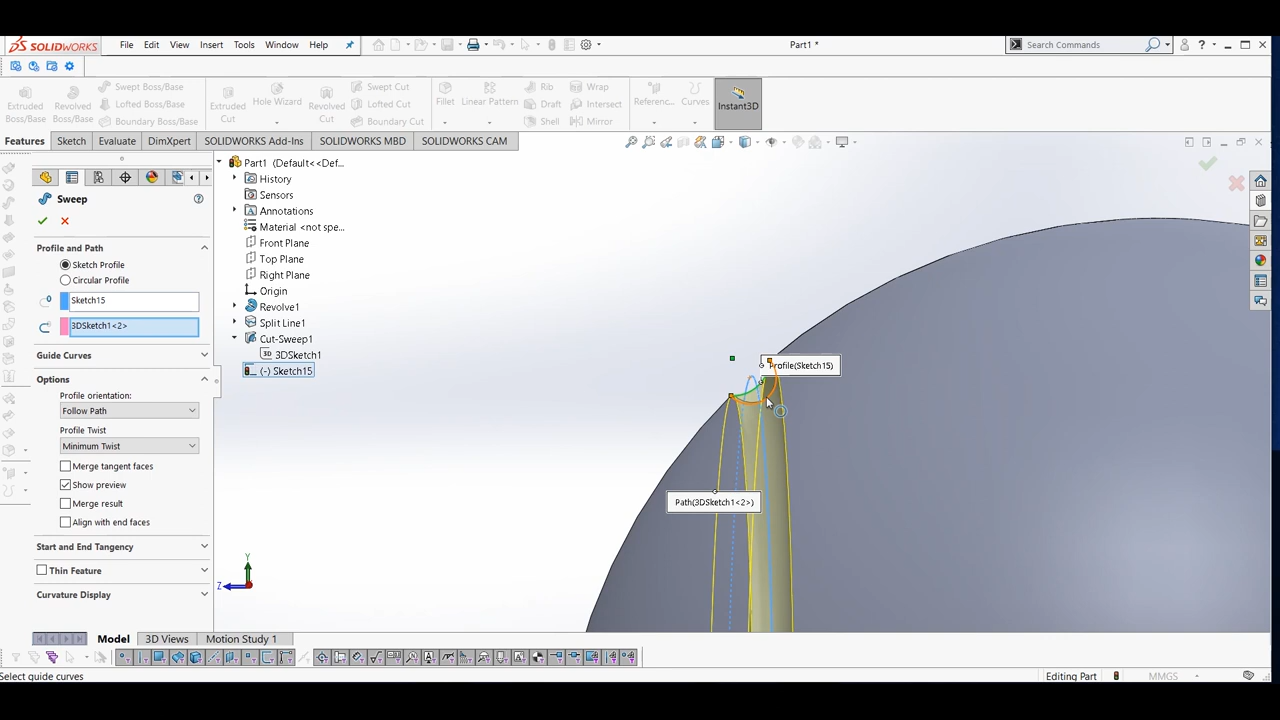 SOLIDWORKS File Edit View Insert Tools Window Help Part1 * Search Commands
Extruded Boss/Base
Revolved Boss/Base
Swept Boss/Base
Lofted Boss/Base
Boundary Boss/Base
Extruded Cut
Hole Wizard
Revolved Cut
Swept Cut
Lofted Cut
Boundary Cut
Fillet
Linear Pattern
Rib
Draft
Shell
Wrap
Intersect
Mirror
Referenc...
Curves
Instant3D
Features Sketch Evaluate DimXpert SOLIDWORKS Add-Ins SOLIDWORKS MBD SOLIDWORKS CAM
Sweep
Profile and Path
Sketch Profile
Circular Profile
Sketch15
3DSketch1<2>
Guide Curves
Options
Profile orientation:
Follow Path
Profile Twist
Minimum Twist
Merge tangent faces
Show preview
Merge result
Align with end faces
Start and End Tangency
Thin Feature
Curvature Display
Part1 (Default<<Def...
History
Sensors
Annotations
Material <not spe...
Front Plane
Top Plane
Right Plane
Origin
Revolve1
Split Line1
Cut-Sweep1
3D 3DSketch1
(-) Sketch15
Profile(Sketch15)
Path(3DSketch1<2>)
Y
Z
Model 3D Views Motion Study 1
Select guide curves Editing Part MMGS